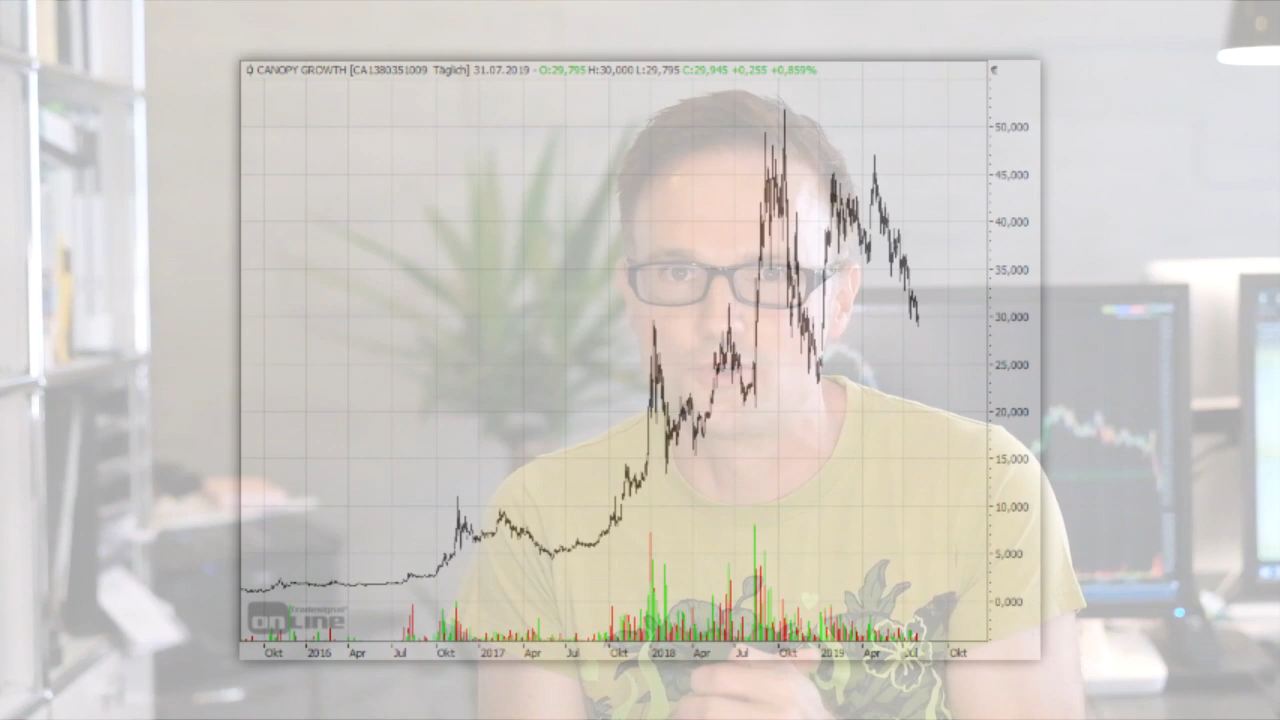 CANOPY GROWTH [CA1380351009 Täglich] 31.07.2019 - O:29,795 H:30,000 L:29,795 C:29,945 +0,255 +0,859% €
50,000
45,000
40,000
35,000
30,000
25,000
20,000
15,000
10,000
5,000
0,000
tradesignal
onLine
Okt 2016 Apr Jul Okt 2017 Apr Jul Okt 2018 Apr Jul Okt 2019 Apr Jul Okt